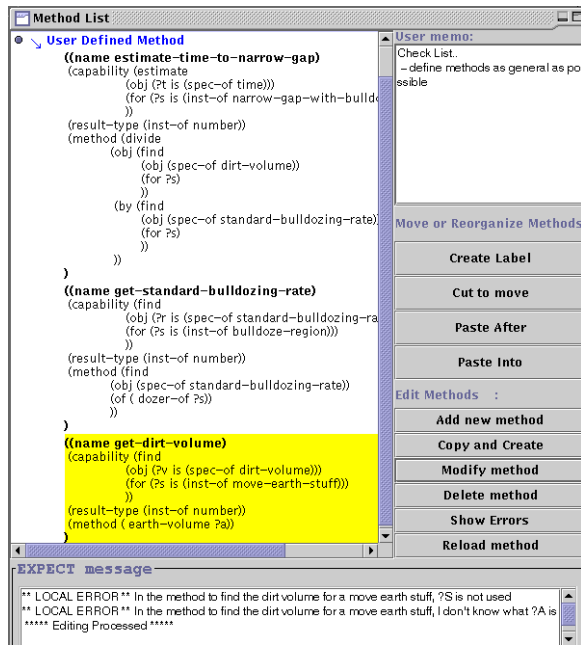 Method List
User Defined Method
((name estimate-time-to-narrow-gap)
(capability (estimate
(obj (?t is (spec-of time)))
(for (?s is (inst-of narrow-gap-with-bulld
))
(result-type (inst-of number))
(method (divide
(obj (find
(obj (spec-of dirt-volume))
(for ?s)
))
(by (find
(obj (spec-of standard-bulldozing-rate))
(for ?s)
))
))
)
((name get-standard-bulldozing-rate)
(capability (find
(obj (?r is (spec-of standard-bulldozing-ra
(for (?s is (inst-of bulldoze-region)))
))
(result-type (inst-of number))
(method (find
(obj (spec-of standard-bulldozing-rate))
(of ( dozer-of ?s))
))
)
((name get-dirt-volume)
(capability (find
(obj (?v is (spec-of dirt-volume)))
(for (?s is (inst-of move-earth-stuff)))
))
(result-type (inst-of number))
(method ( earth-volume ?a))
)
User memo:
Check List..
– define methods as general as po
ssible
Move or Reorganize Methods
Create Label
Cut to move
Paste After
Paste Into
Edit Methods :
Add new method
Copy and Create
Modify method
Delete method
Show Errors
Reload method
EXPECT message
** LOCAL ERROR ** In the method to find the dirt volume for a move earth stuff, ?S is not used
** LOCAL ERROR ** In the method to find the dirt volume for a move earth stuff, I don't know what ?A is
***** Editing Processed *****